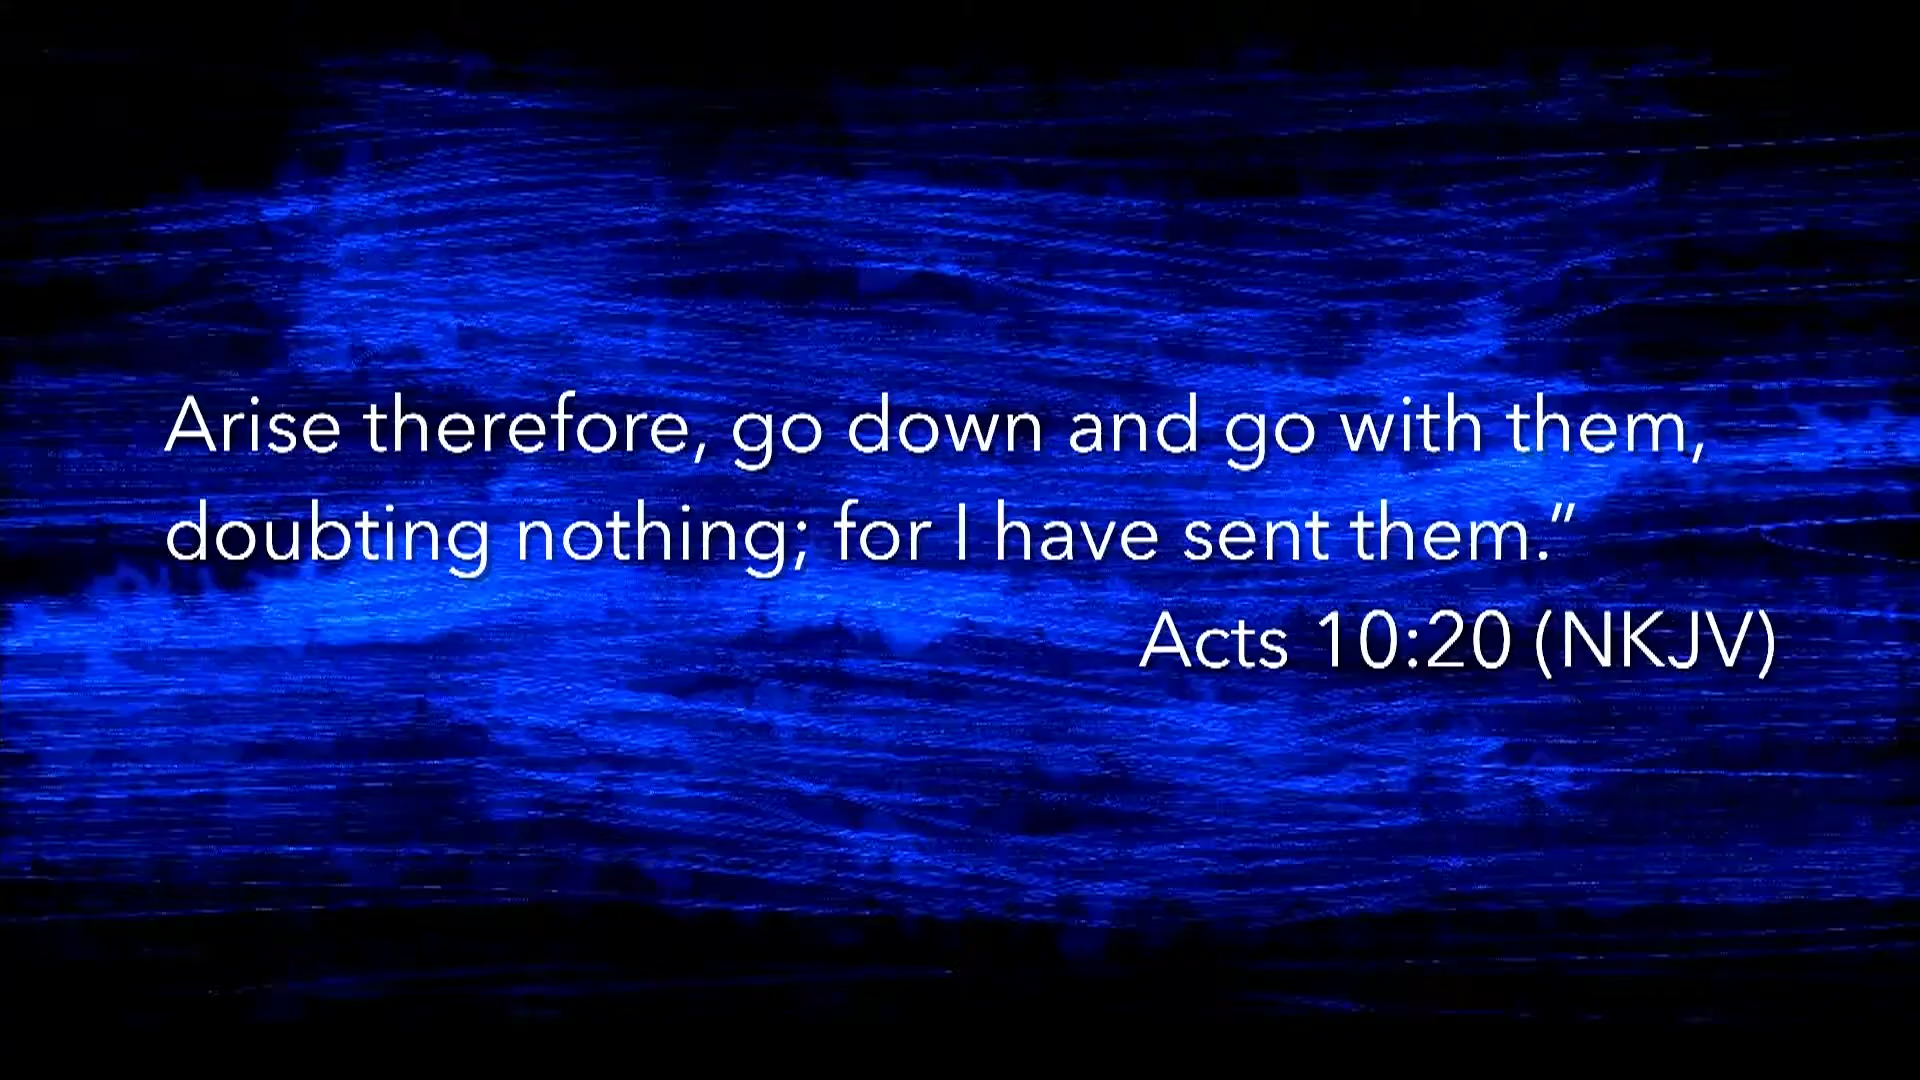 Arise therefore, go down and go with them,
doubting nothing; for I have sent them.”
Acts 10:20 (NKJV)